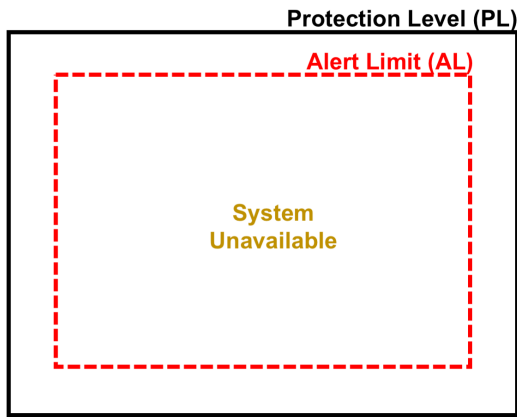 Protection Level (PL)
Alert Limit (AL)
System
Unavailable